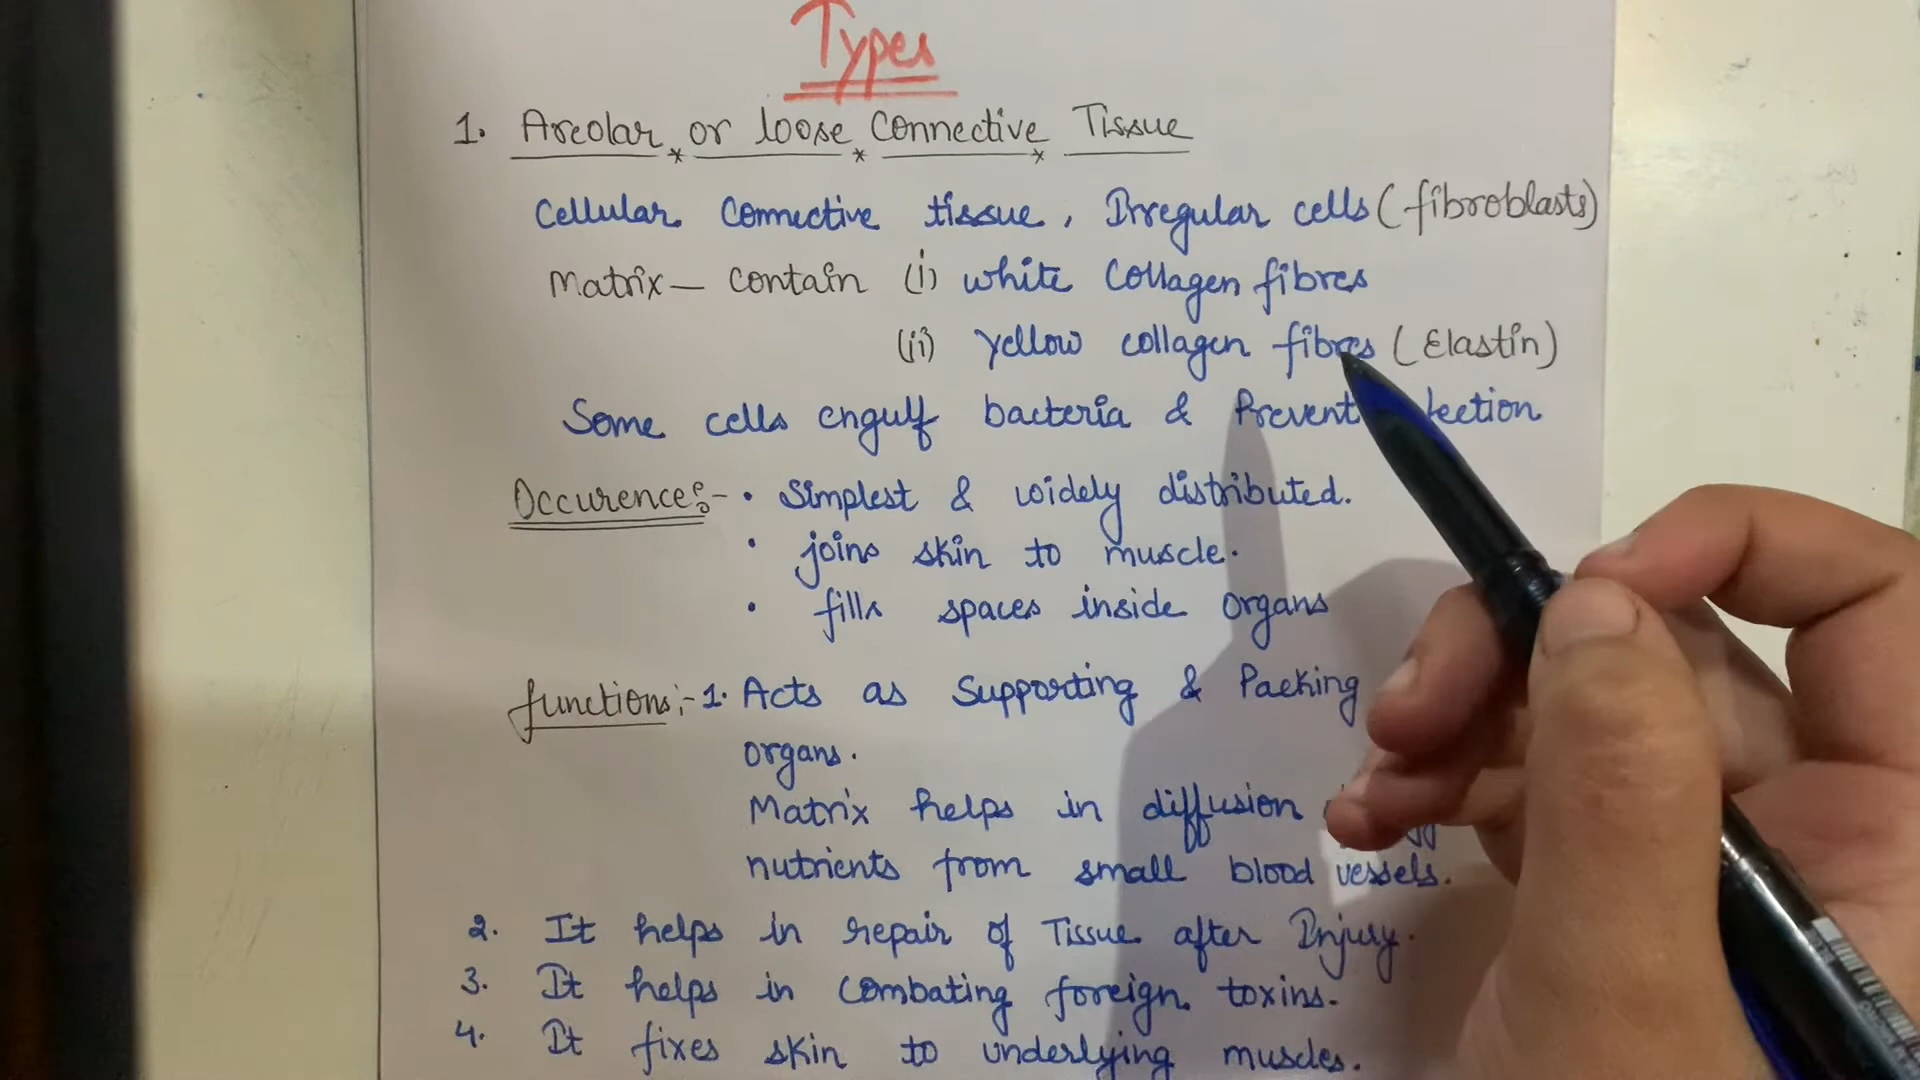 Types
1. Areolar or loose Connective Tissue
Cellular Connective tissue, Irregular cells (fibroblasts)
Matrix - Contain (i) white Collagen fibres
(ii) Yellow collagen fibres (Elastin)
Some cells engulf bacteria & Prevent
Occurence:- • Simplest & widely distributed.
• joins skin to muscle.
• fills spaces inside organs
functions:- 1. Acts as Supporting & Packing
organs.
Matrix helps in diffusion
nutrients from small blood vessels.
2. It helps in repair of Tissue after Injury.
3. It helps in Combating foreign toxins.
4. It fixes skin to underlying muscles.